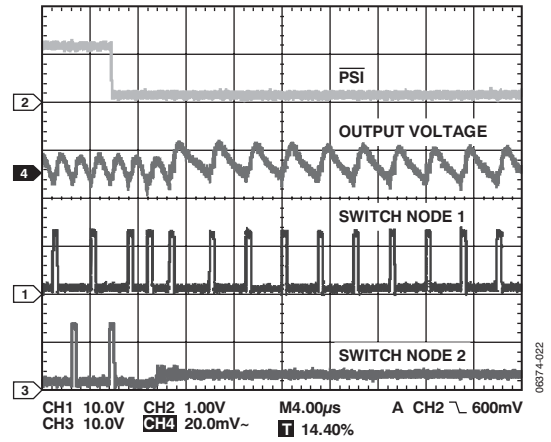 PSI
2
OUTPUT VOLTAGE
4
SWITCH NODE 1
1
SWITCH NODE 2
3
CH1 10.0V CH2 1.00V M4.00µs A CH2 600mV
CH3 10.0V CH4 20.0mV~ T 14.40%
06374-022